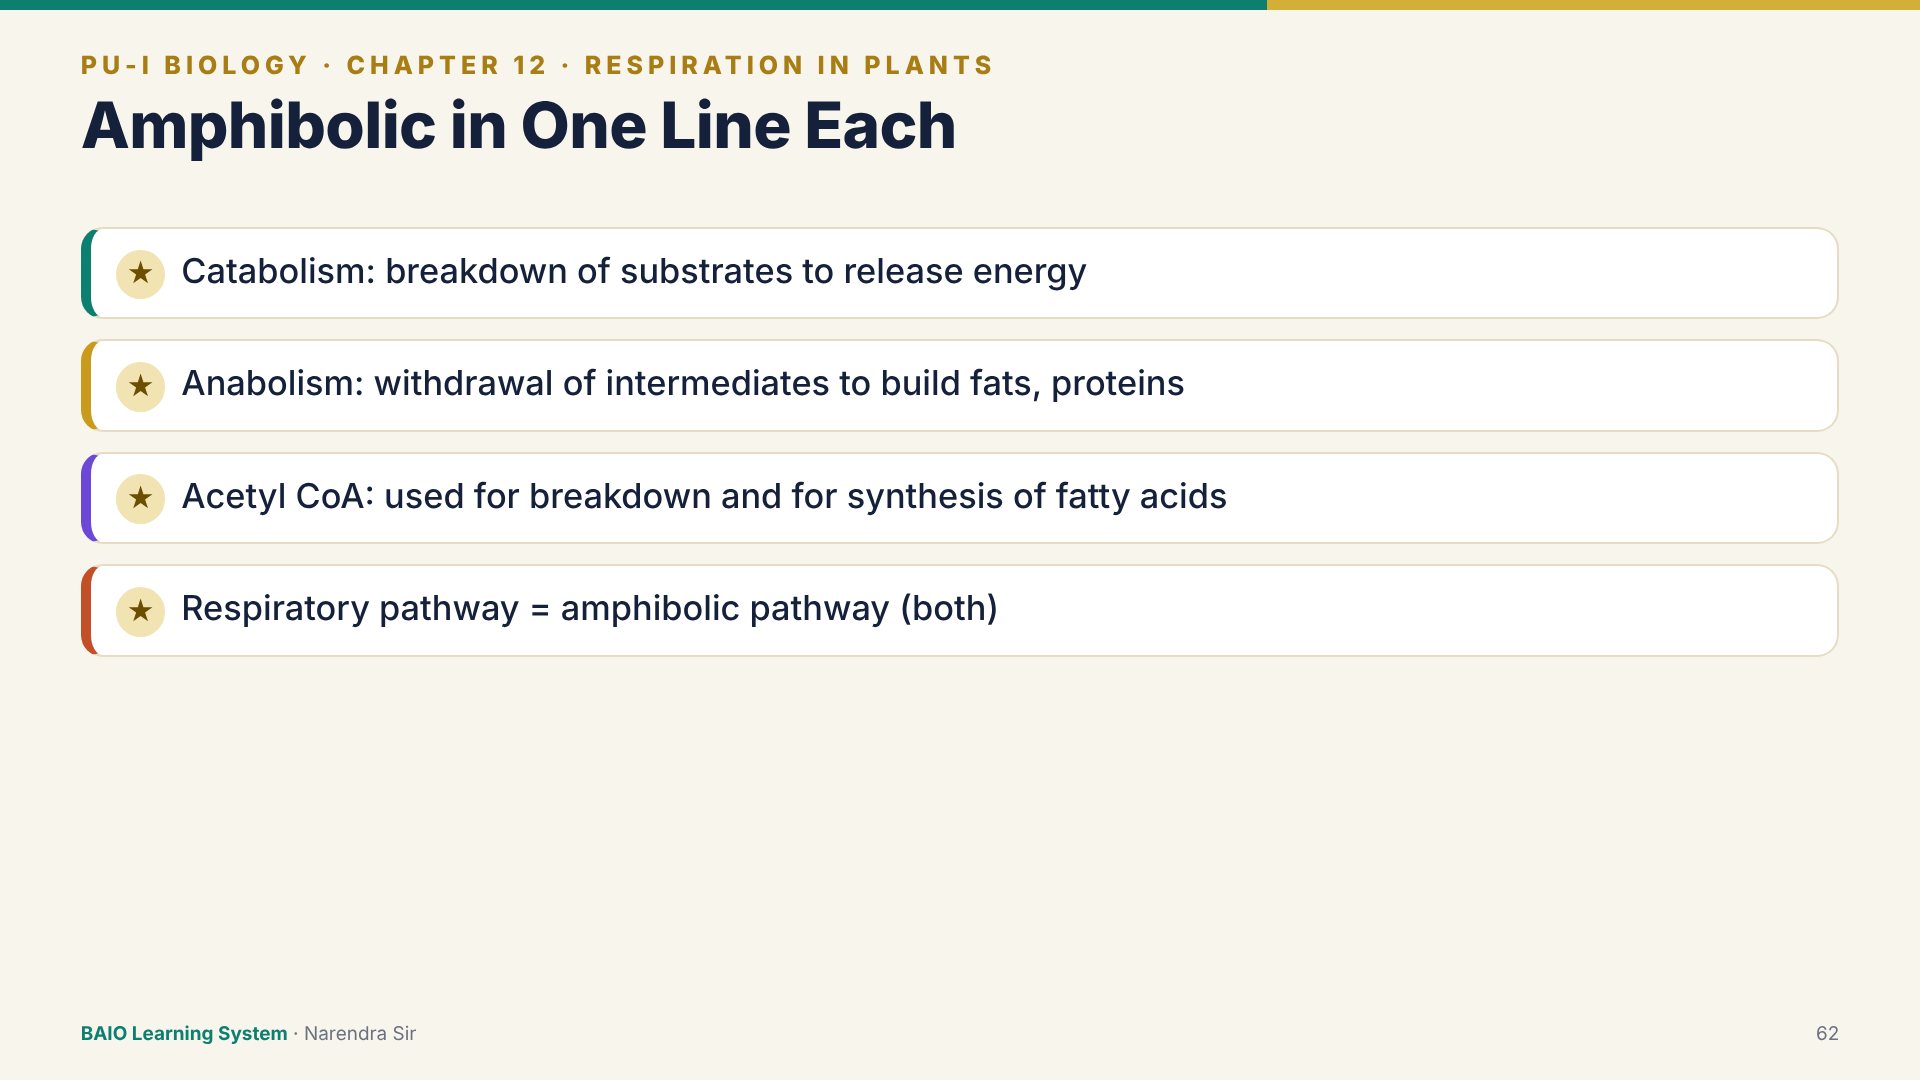 PU-I BIOLOGY · CHAPTER 12 · RESPIRATION IN PLANTS
Amphibolic in One Line Each
★ Catabolism: breakdown of substrates to release energy
★ Anabolism: withdrawal of intermediates to build fats, proteins
★ Acetyl CoA: used for breakdown and for synthesis of fatty acids
★ Respiratory pathway = amphibolic pathway (both)
BAIO Learning System · Narendra Sir
62